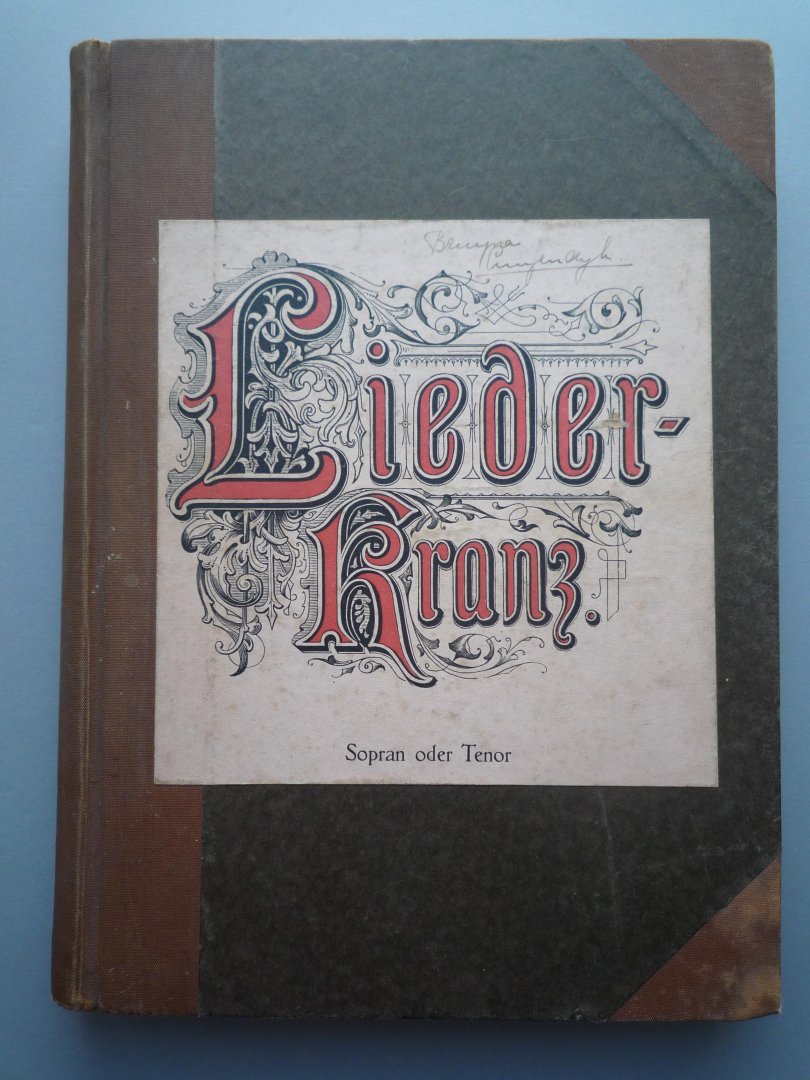 Lieder-
Kranz.
Sopran oder Tenor